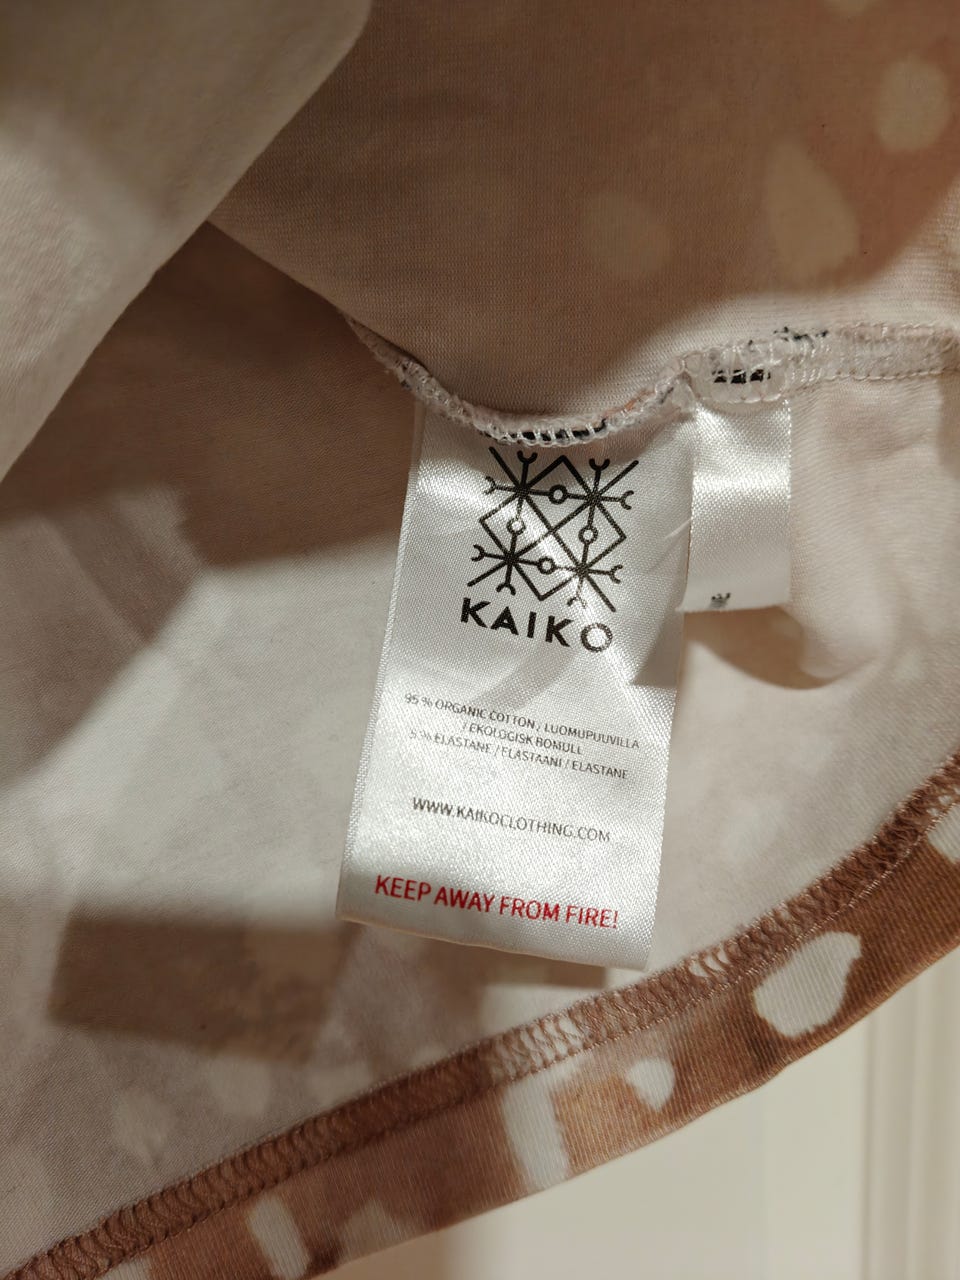 KAIKO
95 % ORGANIC COTTON, LUOMUPUUVILLA
/ EKOLOGISK BOMULL
5 % ELASTANE / ELASTAANI / ELASTANE
WWW.KAIKOCLOTHING.COM
KEEP AWAY FROM FIRE!